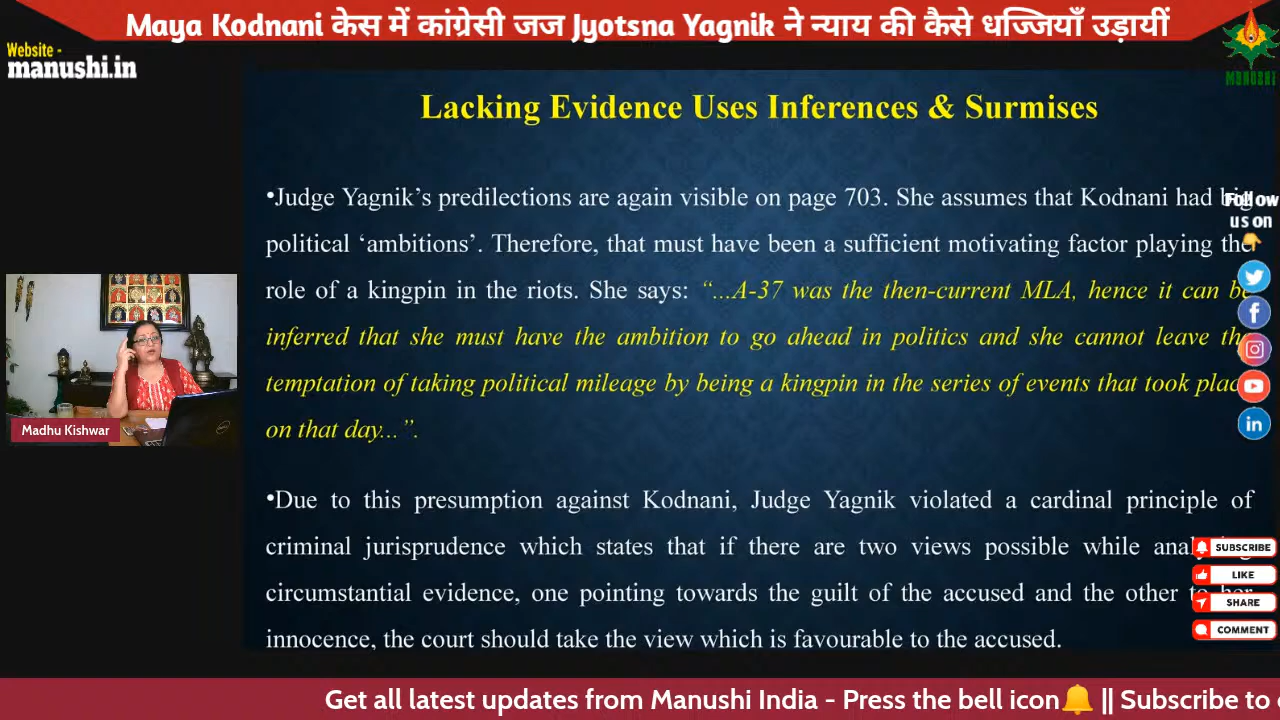 Maya Kodnani केस में कांग्रेसी जज Jyotsna Yagnik ने न्याय की कैसे धज्जियाँ उड़ायीं
Website -
manushi.in
MANUSHI
Lacking Evidence Uses Inferences & Surmises
•Judge Yagnik's predilections are again visible on page 703. She assumes that Kodnani had big
political 'ambitions'. Therefore, that must have been a sufficient motivating factor playing the
role of a kingpin in the riots. She says: "...A-37 was the then-current MLA, hence it can be
inferred that she must have the ambition to go ahead in politics and she cannot leave the
temptation of taking political mileage by being a kingpin in the series of events that took place
on that day...".
•Due to this presumption against Kodnani, Judge Yagnik violated a cardinal principle of
criminal jurisprudence which states that if there are two views possible while
circumstantial evidence, one pointing towards the guilt of the accused and the other to her
innocence, the court should take the view which is favourable to the accused.
Follow
us on
Madhu Kishwar
SUBSCRIBE
LIKE
SHARE
COMMENT
Get all latest updates from Manushi India - Press the bell icon🔔 || Subscribe to